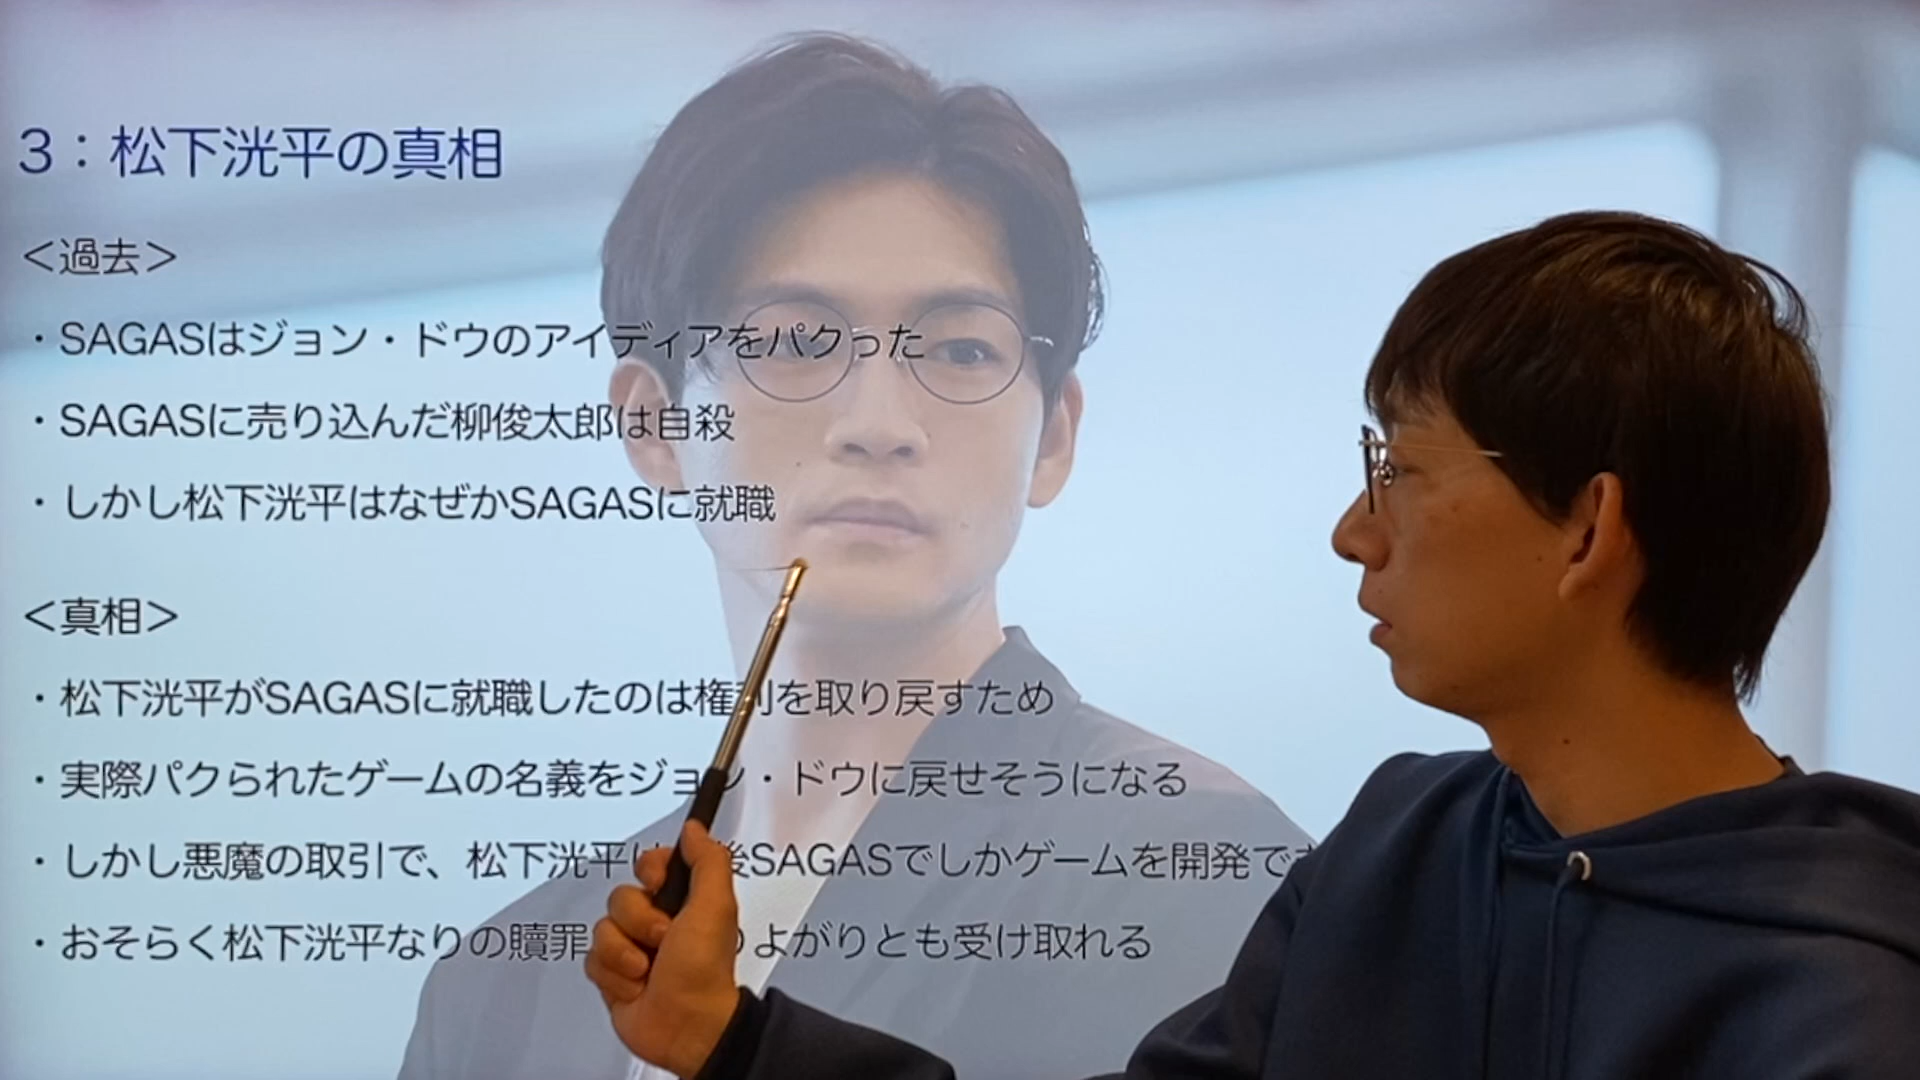 3：松下洸平の真相
＜過去＞
・SAGASはジョン・ドウのアイディアをパクった
・SAGASに売り込んだ柳俊太郎は自殺
・しかし松下洸平はなぜかSAGASに就職
＜真相＞
・松下洸平がSAGASに就職したのは権利を取り戻すため
・実際パクられたゲームの名義をジョン・ドウに戻せそうになる
・しかし悪魔の取引で、松下洸平は 後SAGASでしかゲームを開発で
・おそらく松下洸平なりの贖罪 よがりとも受け取れる